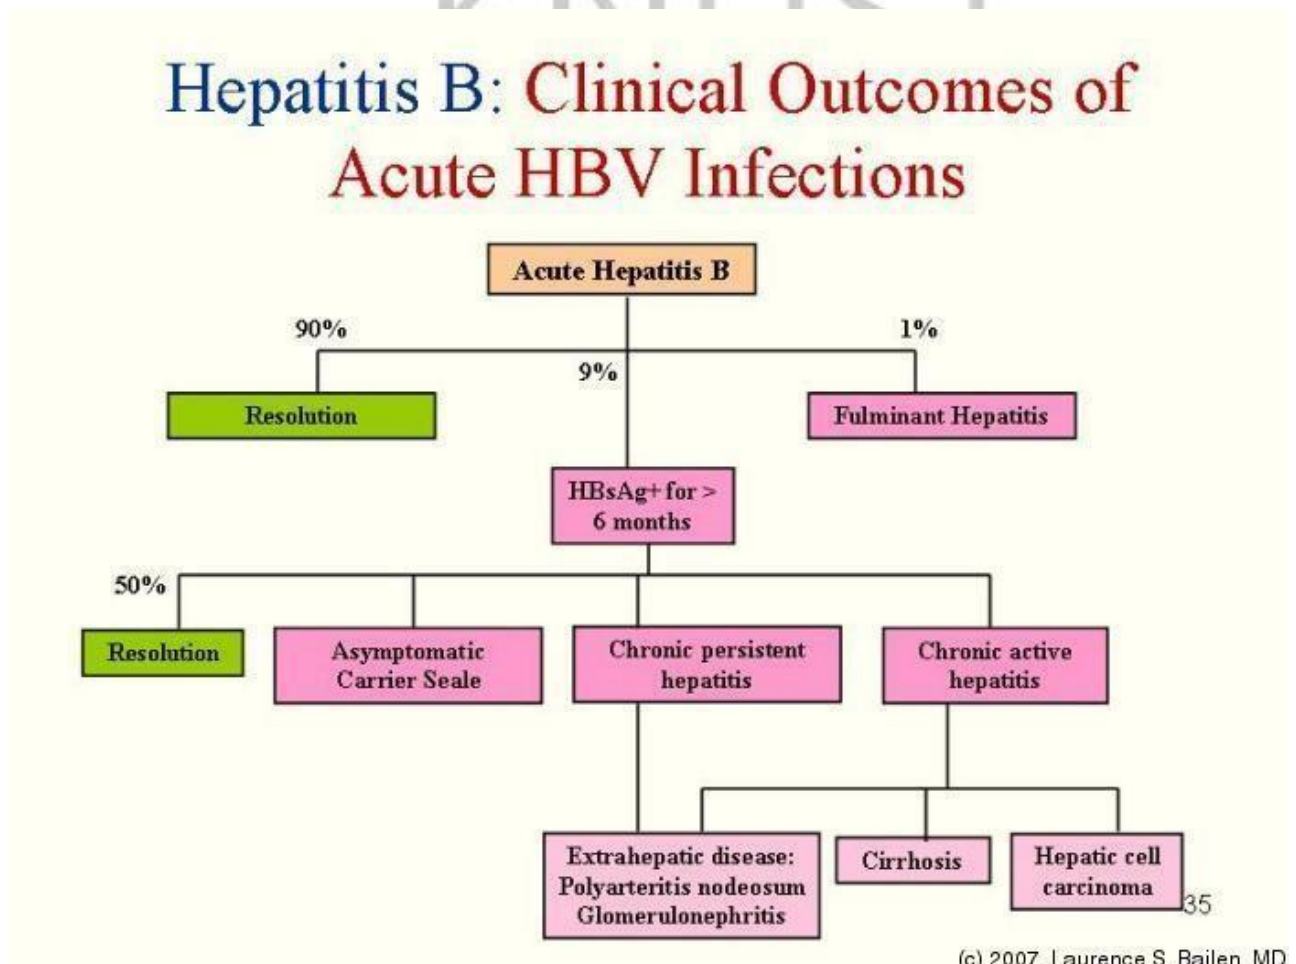 Hepatitis B: Clinical Outcomes of
Acute HBV Infections
Acute Hepatitis B
90%
1%
9%
Resolution
Fulminant Hepatitis
HBsAg+ for >
6 months
50%
Resolution
Asymptomatic
Carrier Seale
Chronic persistent
hepatitis
Chronic active
hepatitis
Extrahepatic disease:
Polyarteritis nodeosum
Glomerulonephritis
Cirrhosis
Hepatic cell
carcinoma
35
(c) 2007, Laurence S. Bailen, MD